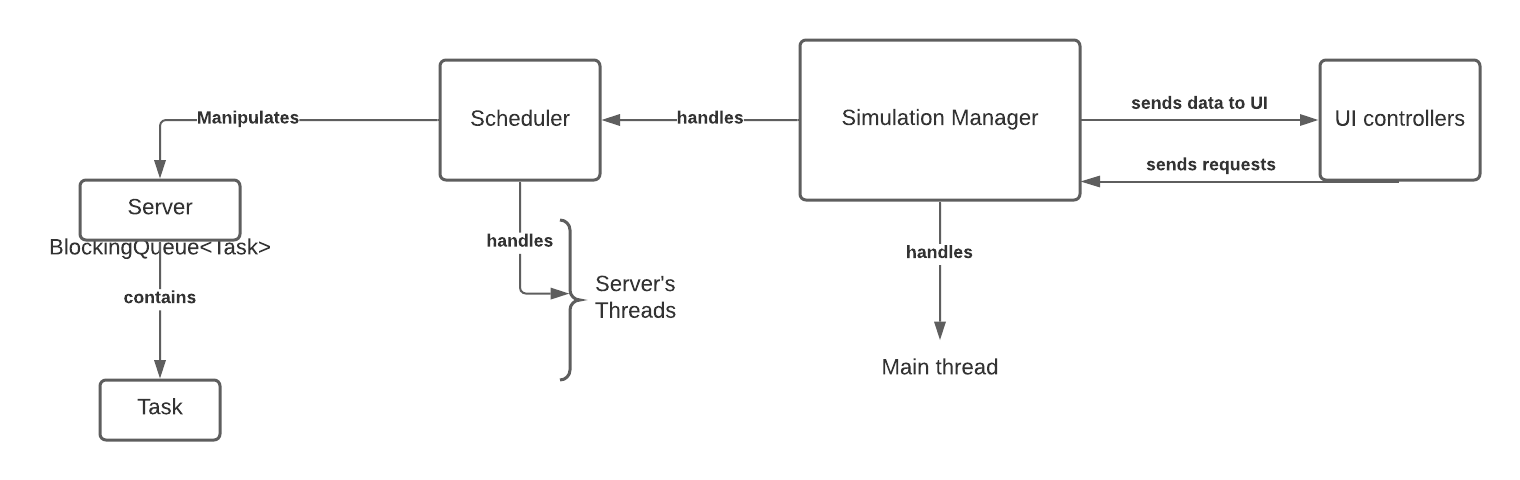 sends data to UI
Manipulates
Scheduler
handles
Simulation Manager
UI controllers
sends requests
Server
BlockingQueue<Task>
handles
handles
contains
Server's
Threads
Main thread
Task